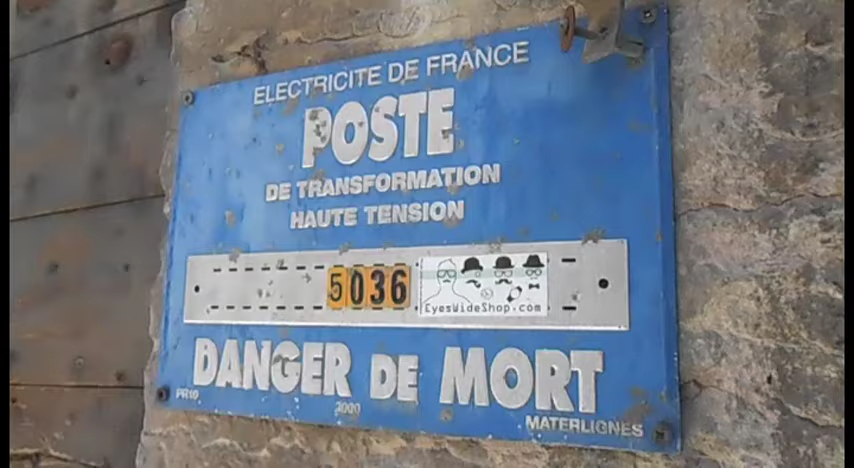 ELECTRICITE DE FRANCE
POSTE
DE TRANSFORMATION
HAUTE TENSION
5036
EyesWideShop.com
DANGER DE MORT
PR10
2000
MATERLIGNES